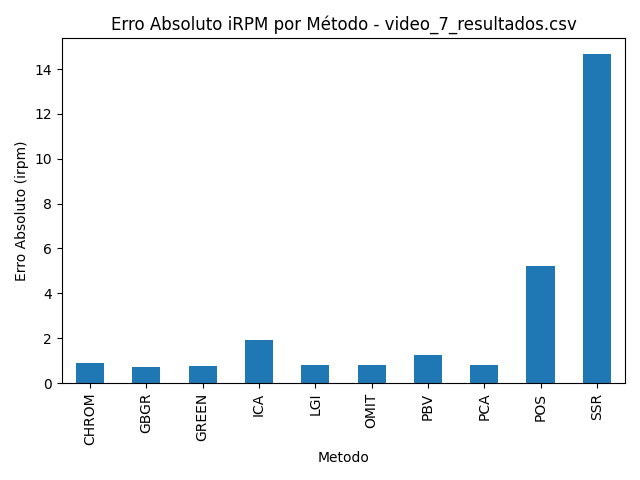 Erro Absoluto iRPM por Método - video_7_resultados.csv
14
12
10
8
6
4
2
0
Erro Absoluto (irpm)
CHROM
GBGR
GREEN
ICA
LGI
OMIT
PBV
PCA
POS
SSR
Metodo